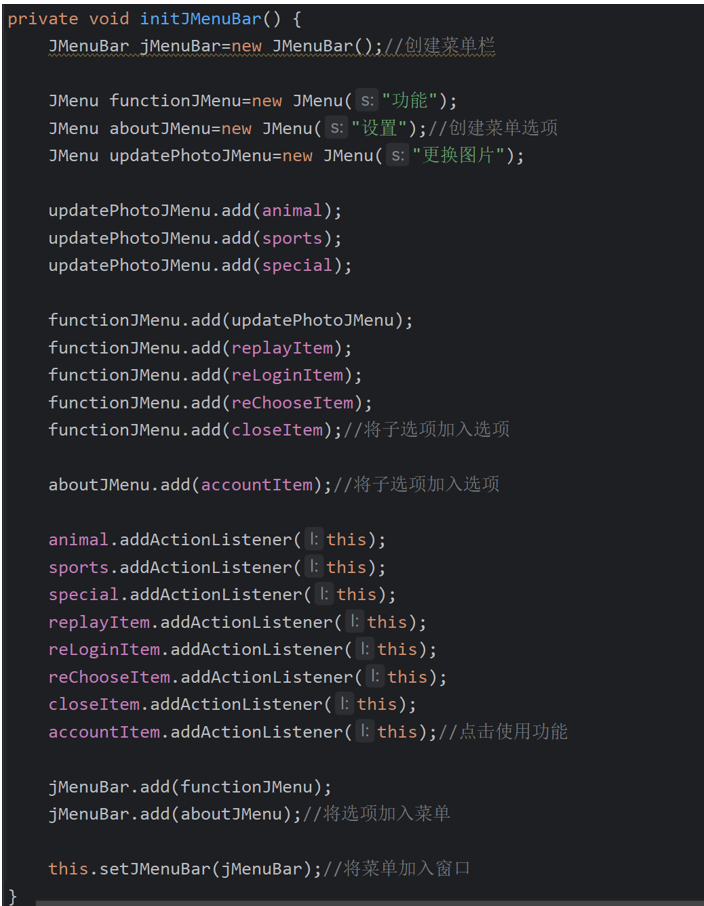 private void initJMenuBar() {
JMenuBar jMenuBar=new JMenuBar();//创建菜单栏
JMenu functionJMenu=new JMenu( s: "功能");
JMenu aboutJMenu=new JMenu( s: "设置");//创建菜单选项
JMenu updatePhotoJMenu=new JMenu( s: "更换图片");
updatePhotoJMenu.add(animal);
updatePhotoJMenu.add(sports);
updatePhotoJMenu.add(special);
functionJMenu.add(updatePhotoJMenu);
functionJMenu.add(replayItem);
functionJMenu.add(reLoginItem);
functionJMenu.add(reChooseItem);
functionJMenu.add(closeItem);//将子选项加入选项
aboutJMenu.add(accountItem);//将子选项加入选项
animal.addActionListener( l: this);
sports.addActionListener( l: this);
special.addActionListener( l: this);
replayItem.addActionListener( l: this);
reLoginItem.addActionListener( l: this);
reChooseItem.addActionListener( l: this);
closeItem.addActionListener( l: this);
accountItem.addActionListener( l: this);//点击使用功能
jMenuBar.add(functionJMenu);
jMenuBar.add(aboutJMenu);//将选项加入菜单
this.setJMenuBar(jMenuBar);//将菜单加入窗口
}